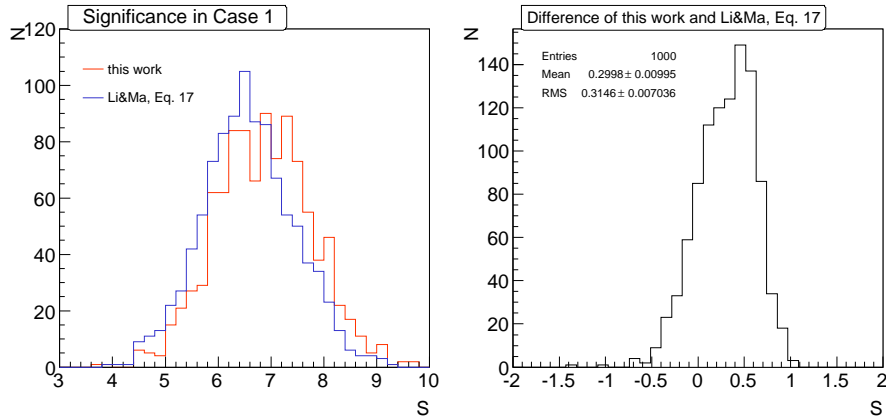 Significance in Case 1
N
120
100
80
60
40
20
0
this work
Li&Ma, Eq. 17
3 4 5 6 7 8 9 10
S
Difference of this work and Li&Ma, Eq. 17
N
Entries 1000
Mean 0.2998 ± 0.00995
RMS 0.3146 ± 0.007036
140
120
100
80
60
40
20
0
-2 -1.5 -1 -0.5 0 0.5 1 1.5 2
S